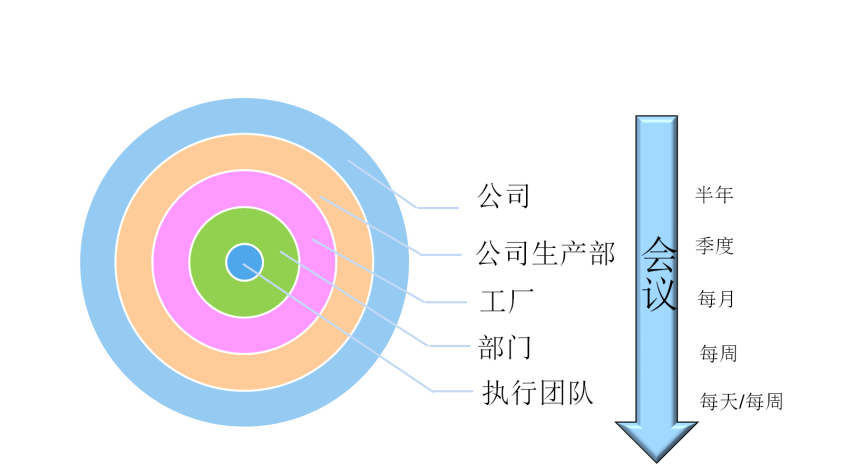 公司
半年
公司生产部
季度
会议
工厂
每月
部门
每周
执行团队
每天/每周